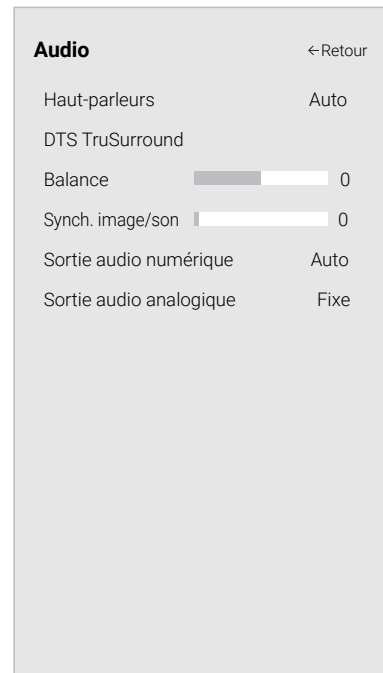 Audio ←Retour
Haut-parleurs Auto
DTS TruSurround
Balance 0
Synch. image/son 0
Sortie audio numérique Auto
Sortie audio analogique Fixe